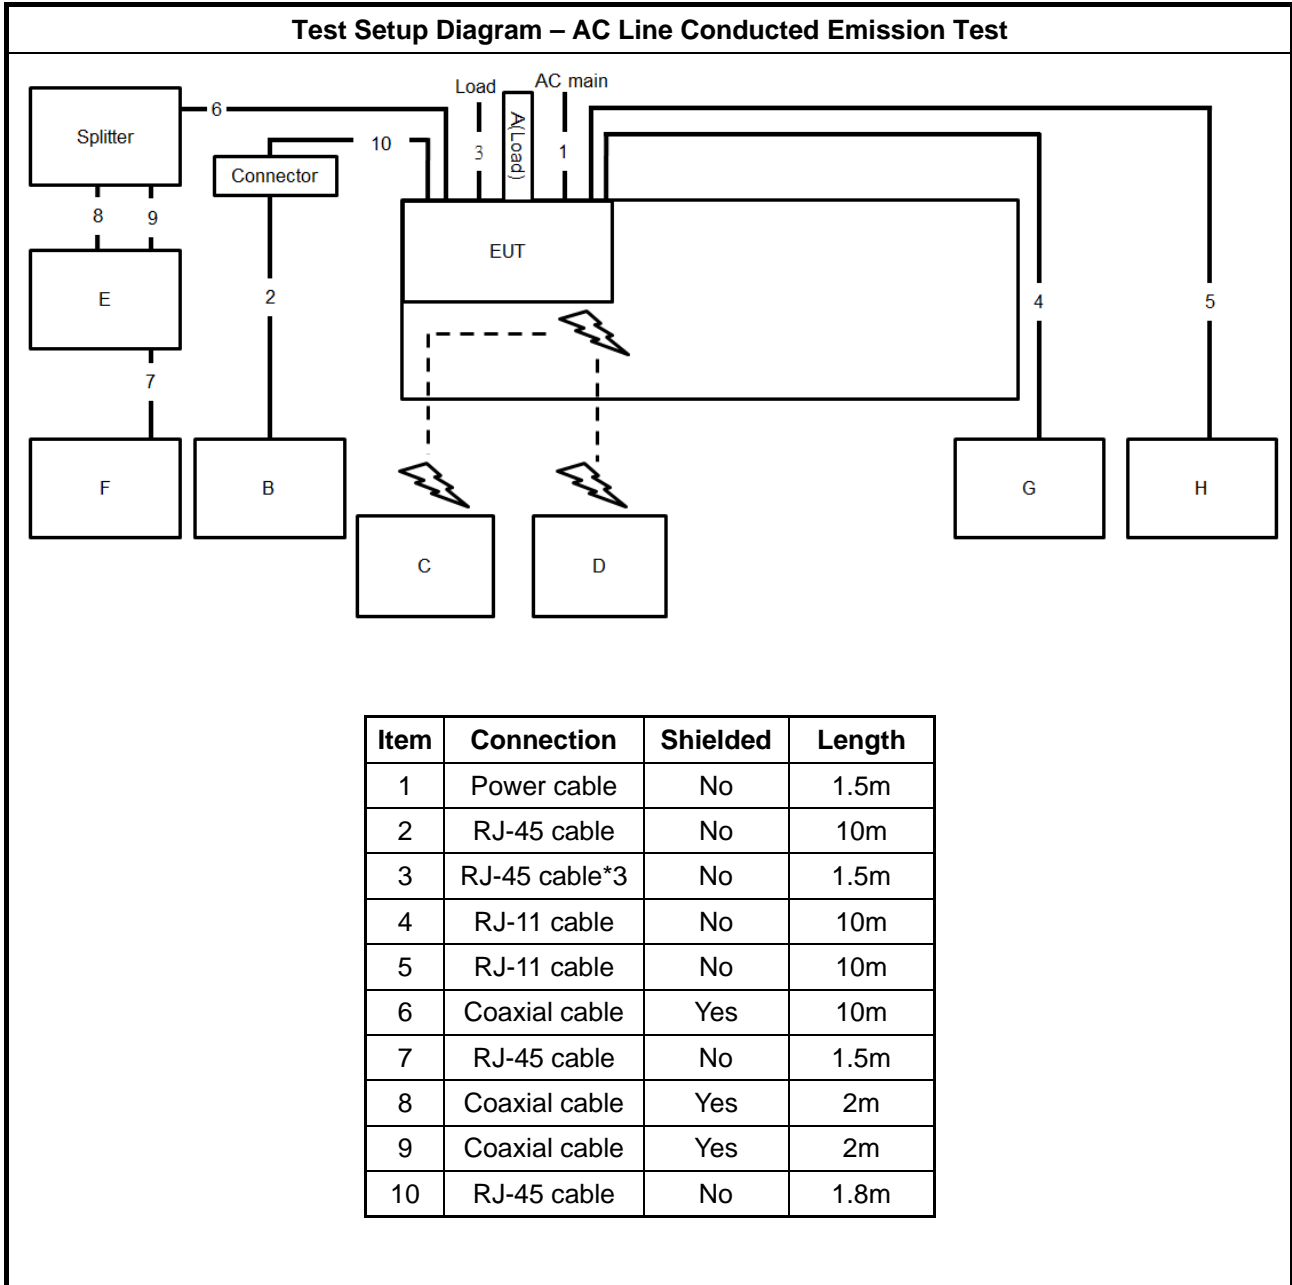 Test Setup Diagram – AC Line Conducted Emission Test
Load
AC main
Splitter
6
10
3
A(Load)
1
Connector
8
9
EUT
E
2
4
5
7
F
B
G
H
C
D
Item Connection Shielded Length
1 Power cable No 1.5m
2 RJ-45 cable No 10m
3 RJ-45 cable*3 No 1.5m
4 RJ-11 cable No 10m
5 RJ-11 cable No 10m
6 Coaxial cable Yes 10m
7 RJ-45 cable No 1.5m
8 Coaxial cable Yes 2m
9 Coaxial cable Yes 2m
10 RJ-45 cable No 1.8m